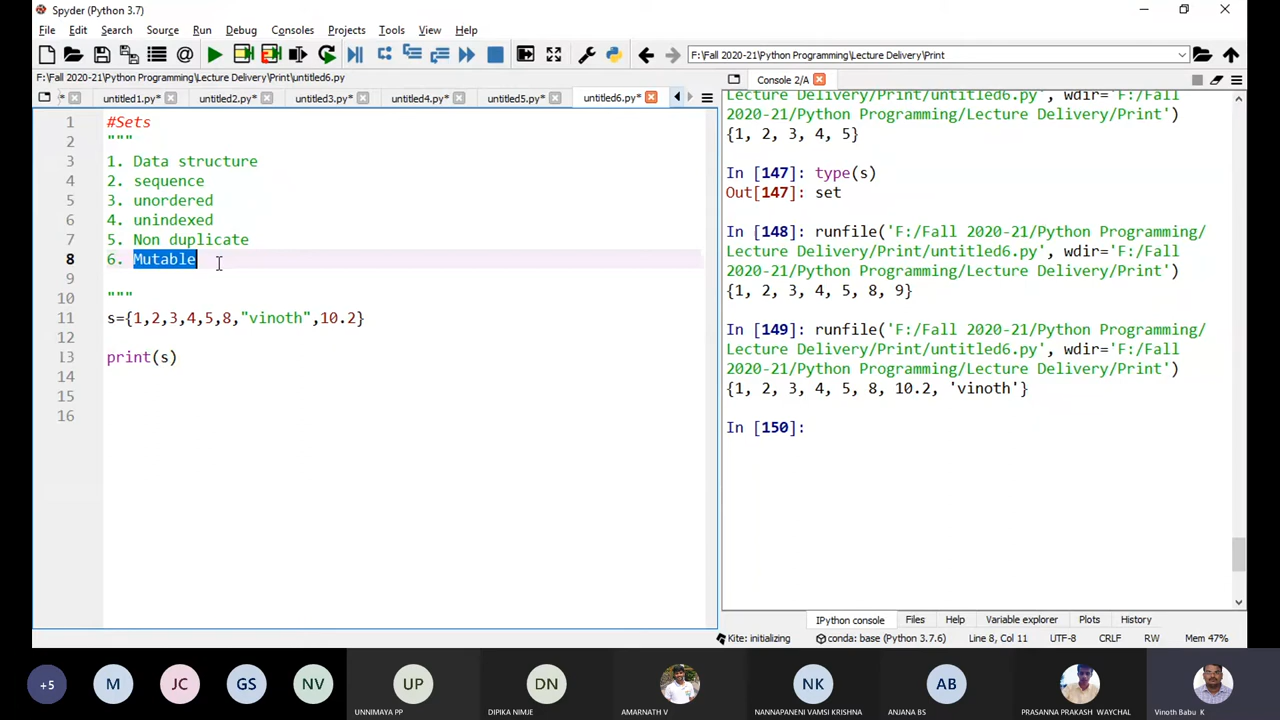 Spyder (Python 3.7)
File Edit Search Source Run Debug Consoles Projects Tools View Help
F:\Fall 2020-21\Python Programming\Lecture Delivery\Print
F:\Fall 2020-21\Python Programming\Lecture Delivery\Print\untitled6.py
untitled1.py* untitled2.py* untitled3.py* untitled4.py* untitled5.py* untitled6.py*
1 #Sets
2 """
3 1. Data structure
4 2. sequence
5 3. unordered
6 4. unindexed
7 5. Non duplicate
8 6. Mutable
9
10 """
11 s={1,2,3,4,5,8,"vinoth",10.2}
12
13 print(s)
14
15
16
Console 2/A
Lecture Delivery/Print/untitled6.py', wdir='F:/Fall
2020-21/Python Programming/Lecture Delivery/Print')
{1, 2, 3, 4, 5}
In [147]: type(s)
Out[147]: set
In [148]: runfile('F:/Fall 2020-21/Python Programming/
Lecture Delivery/Print/untitled6.py', wdir='F:/Fall
2020-21/Python Programming/Lecture Delivery/Print')
{1, 2, 3, 4, 5, 8, 9}
In [149]: runfile('F:/Fall 2020-21/Python Programming/
Lecture Delivery/Print/untitled6.py', wdir='F:/Fall
2020-21/Python Programming/Lecture Delivery/Print')
{1, 2, 3, 4, 5, 8, 10.2, 'vinoth'}
In [150]:
IPython console Files Help Variable explorer Plots History
Kite: initializing conda: base (Python 3.7.6) Line 8, Col 11 UTF-8 CRLF RW Mem 47%
+5 M JC GS NV UP DN NK AB
UNNIMAYA PP DIPIKA NIMJE AMARNATH V NANNAPANENI VAMSI KRISHNA ANJANA BS PRASANNA PRAKASH WAYCHAL Vinoth Babu K